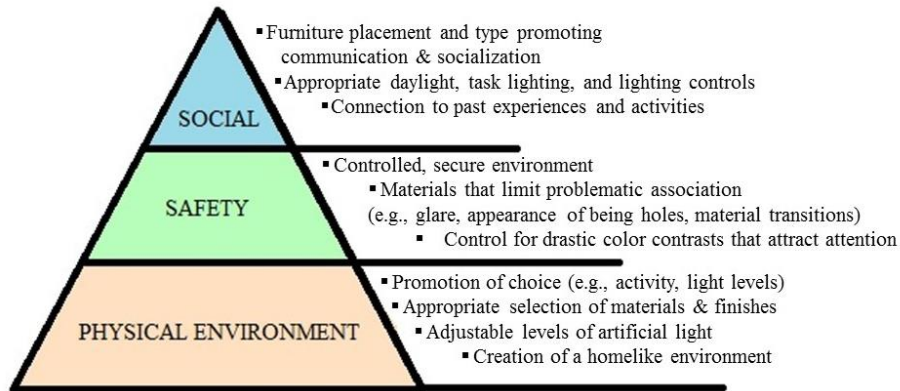 ▪Furniture placement and type promoting
communication & socialization
▪Appropriate daylight, task lighting, and lighting controls
▪Connection to past experiences and activities
SOCIAL
▪Controlled, secure environment
▪Materials that limit problematic association
(e.g., glare, appearance of being holes, material transitions)
▪ Control for drastic color contrasts that attract attention
SAFETY
▪Promotion of choice (e.g., activity, light levels)
▪Appropriate selection of materials & finishes
▪Adjustable levels of artificial light
▪Creation of a homelike environment
PHYSICAL ENVIRONMENT